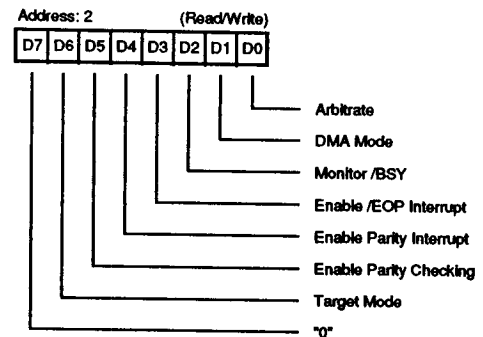 Address: 2 (Read/Write)
D7 D6 D5 D4 D3 D2 D1 D0
Arbitrate
DMA Mode
Monitor /BSY
Enable /EOP Interrupt
Enable Parity Interrupt
Enable Parity Checking
Target Mode
"0"